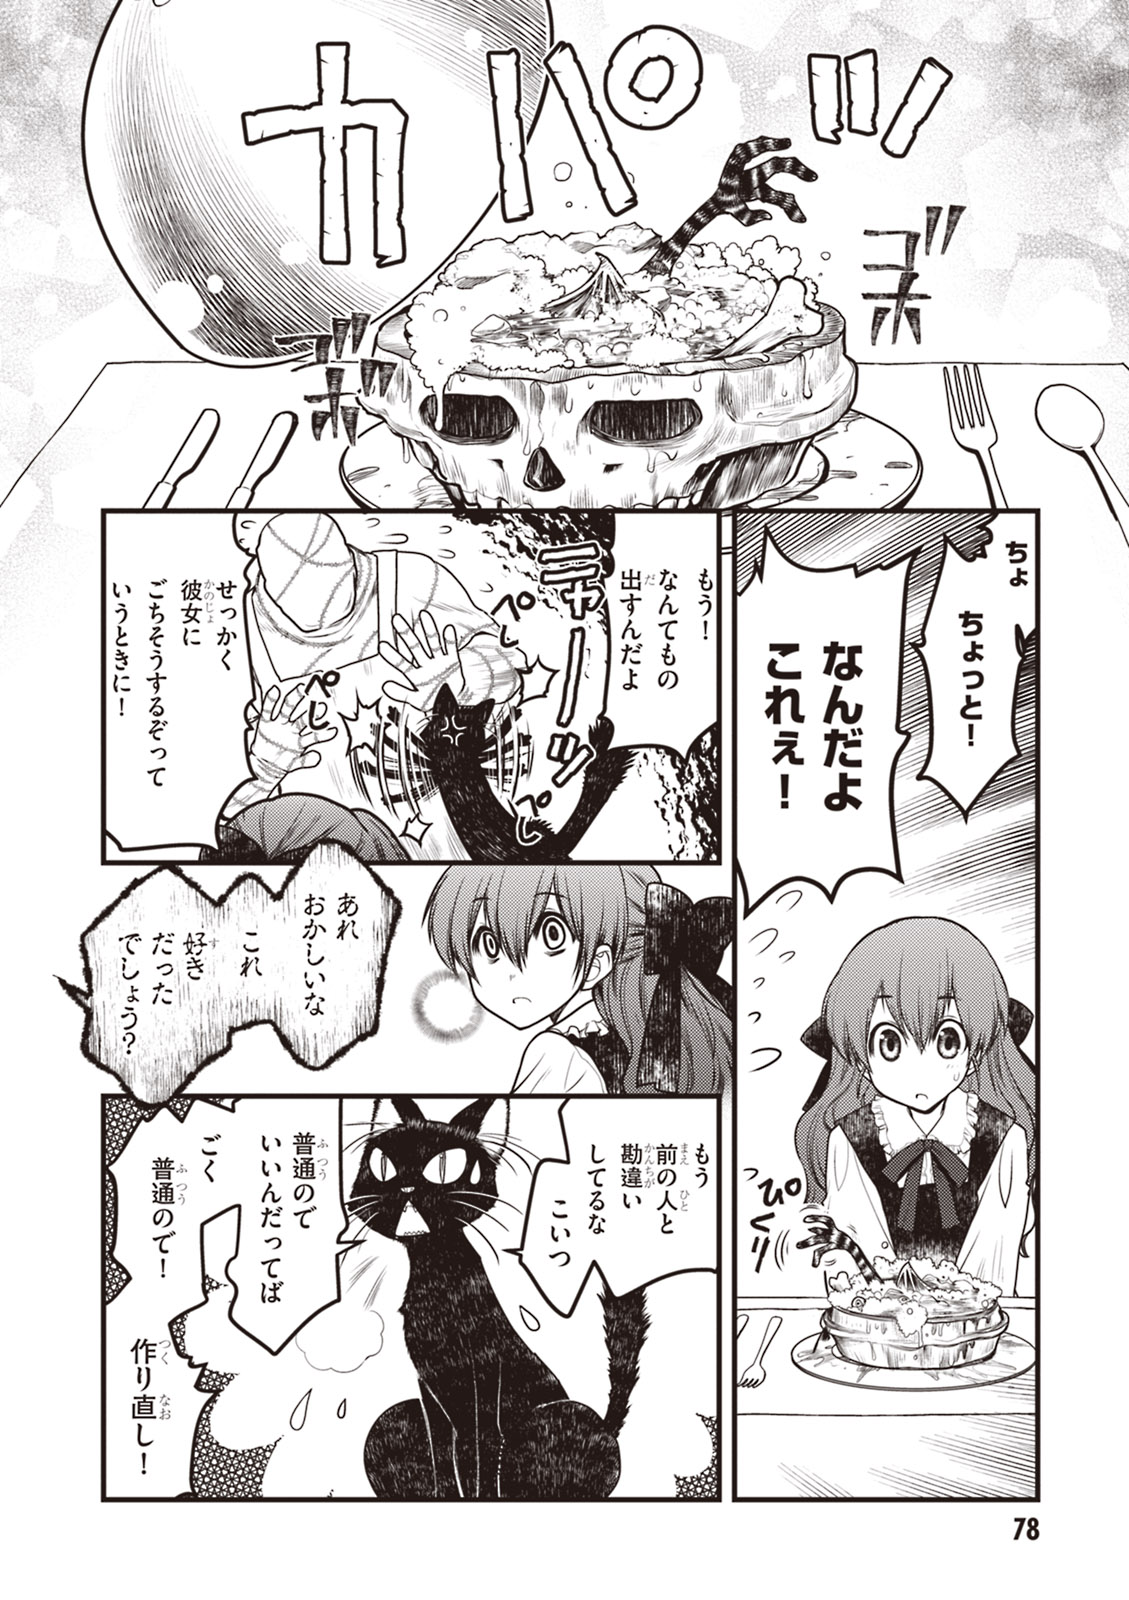 カパッ
ゴボ
ゴボ
ちょ
ちょっと！
なんだよ
これぇ！
ぴくり
もう！
なんてもの
出すんだよ
せっかく
彼女に
ごちそうするぞって
いうときに！
ニャーッ
ぺし
ぺし
ぺし
あれ
おかしいな
これ
好き
だった
でしょう？
もう
前の人と
勘違い
してるな
こいつ
普通ので
いいんだってば
ごく
普通ので！
作り直し！
78